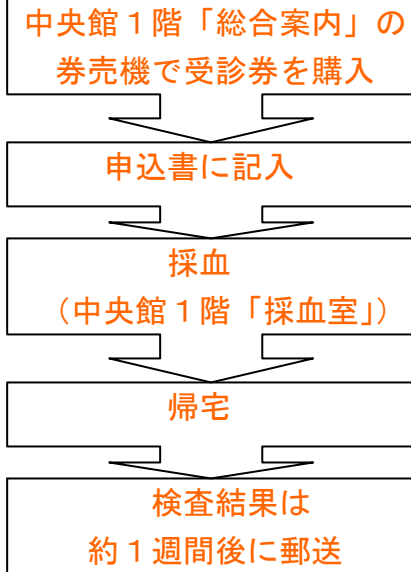 中央館１階「総合案内」の
券売機で受診券を購入
申込書に記入
採血
（中央館１階「採血室」）
帰宅
検査結果は
約１週間後に郵送